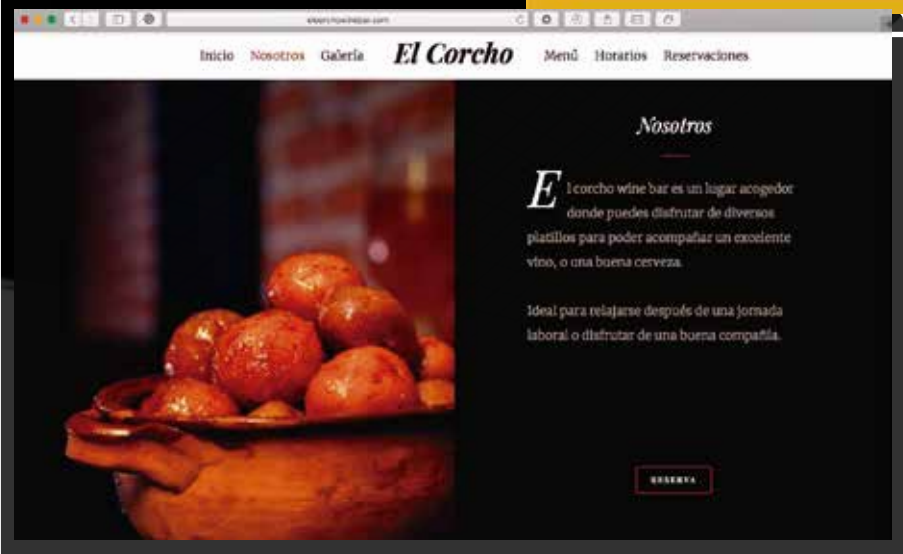 elcorchowinebar.com
Inicio Nosotros Galería El Corcho Menú Horarios Reservaciones
Nosotros
El corcho wine bar es un lugar acogedor
donde puedes disfrutar de diversos
platillos para poder acompañar un excelente
vino, o una buena cerveza.
Ideal para relajarse después de una jornada
laboral o disfrutar de una buena compañía.
RESERVA